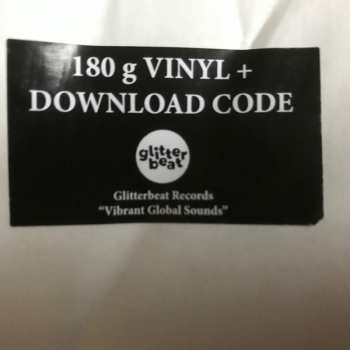 180 g VINYL +
DOWNLOAD CODE
glitter
beat
Glitterbeat Records
"Vibrant Global Sounds"